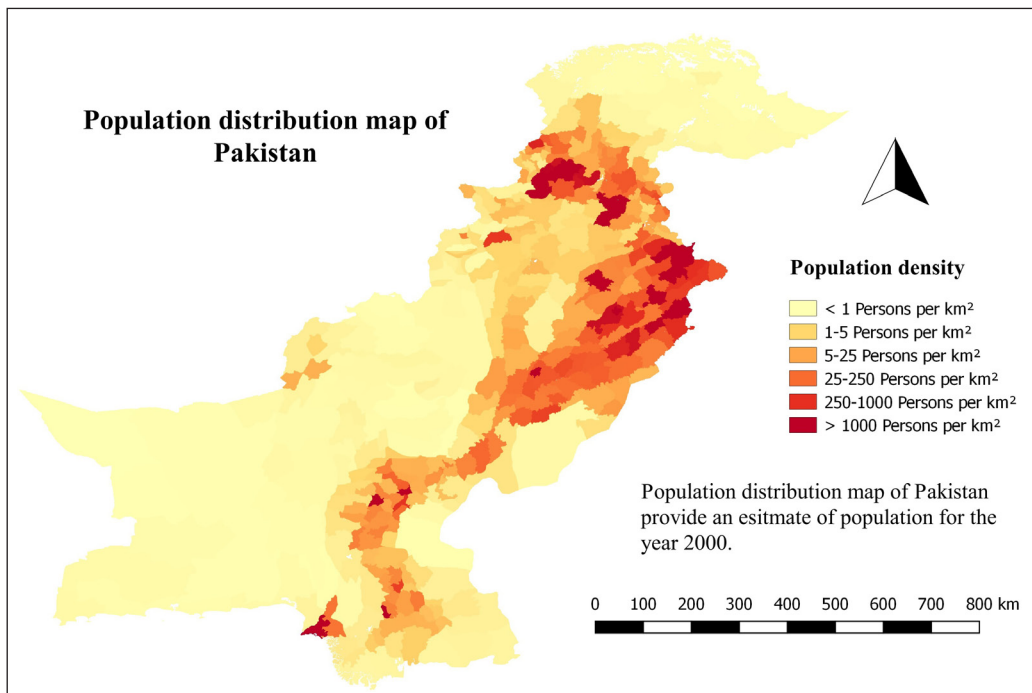 Population distribution map of
Pakistan
Population density
< 1 Persons per km²
1-5 Persons per km²
5-25 Persons per km²
25-250 Persons per km²
250-1000 Persons per km²
> 1000 Persons per km²
Population distribution map of Pakistan
provide an esitmate of population for the
year 2000.
0 100 200 300 400 500 600 700 800 km